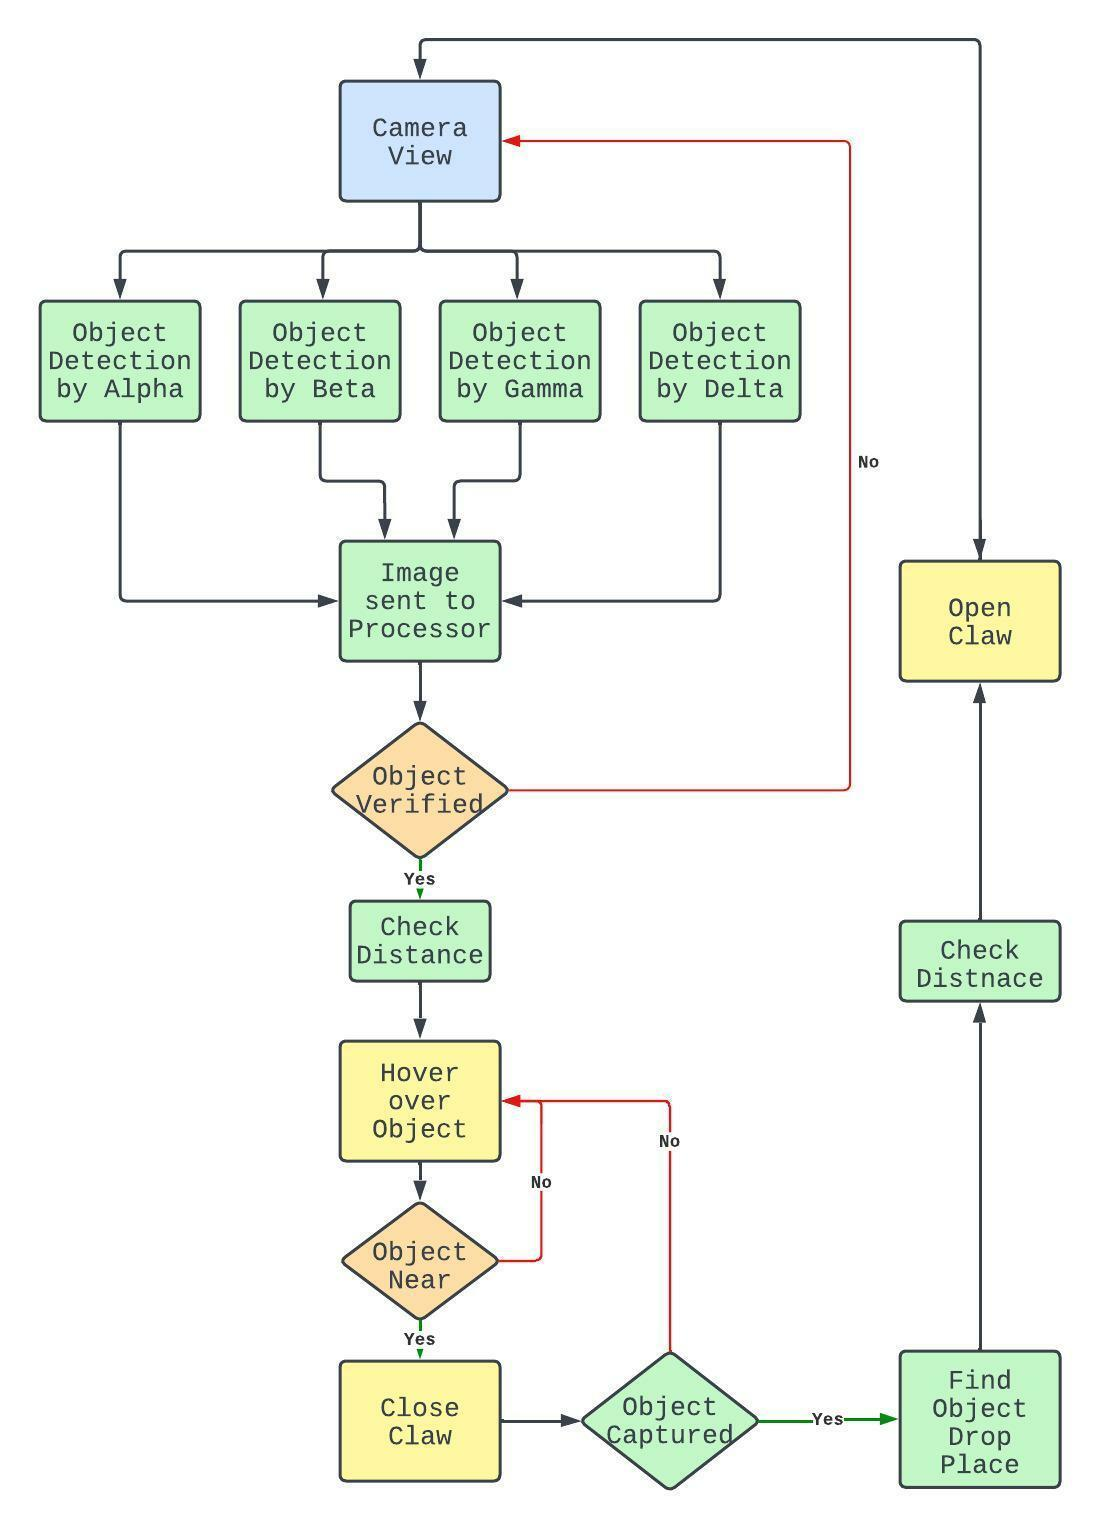 Camera
View
Object
Detection
by Alpha
Object
Detection
by Beta
Object
Detection
by Gamma
Object
Detection
by Delta
No
Image
sent to
Processor
Open
Claw
Object
Verified
Yes
Check
Distance
Check
Distnace
Hover
over
Object
No
No
Object
Near
Yes
Close
Claw
Object
Captured
Yes
Find
Object
Drop
Place